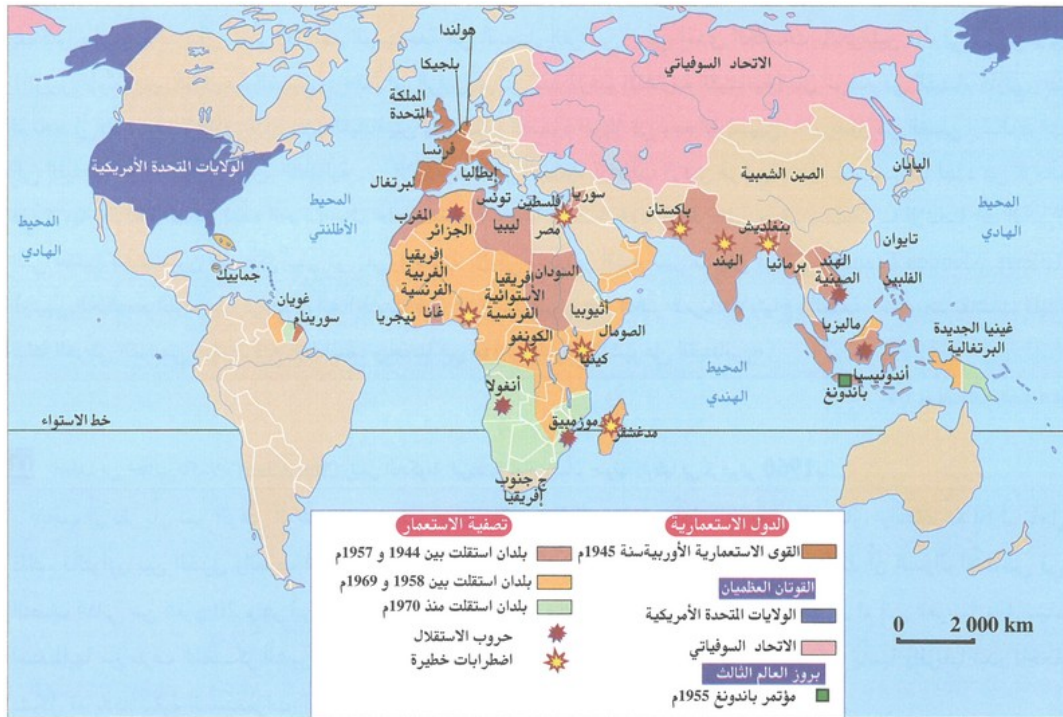 هولندا
بلجيكا
المملكة
المتحدة
فرنسا
إيطاليا
البرتغال
الاتحاد السوفياتي
الولايات المتحدة الأمريكية
المحيط
الهادي
المحيط
الأطلنتي
الصين الشعبية
اليابان
المحيط
الهادي
تايوان
تونس
فلسطين
سوريا
المغرب
الجزائر
ليبيا
مصر
باكستان
بنغلديش
الهند
برمانيا
الهند
الصينية
الفلبين
إفريقيا
الغربية
الفرنسية
إفريقيا
الاستوائية
الفرنسية
السودان
أثيوبيا
الصومال
جماييك
غويان
سورينام
نيجريا
غانا
الكونغو
كينيا
ماليزيا
غينيا الجديدة
البرتغالية
أندونيسيا
باندونغ
المحيط
الهندي
أنغولا
موزمبيق
مدغشقر
خط الاستواء
ج جنوب
إفريقيا
الدول الاستعمارية
القوى الاستعمارية الأوربية سنة 1945م
القوتان العظميان
الولايات المتحدة الأمريكية
الاتحاد السوفياتي
بروز العالم الثالث
مؤتمر باندونغ 1955م
تصفية الاستعمار
بلدان استقلت بين 1944 و 1957م
بلدان استقلت بين 1958 و 1969م
بلدان استقلت منذ 1970م
حروب الاستقلال
اضطرابات خطيرة
0 2 000 km